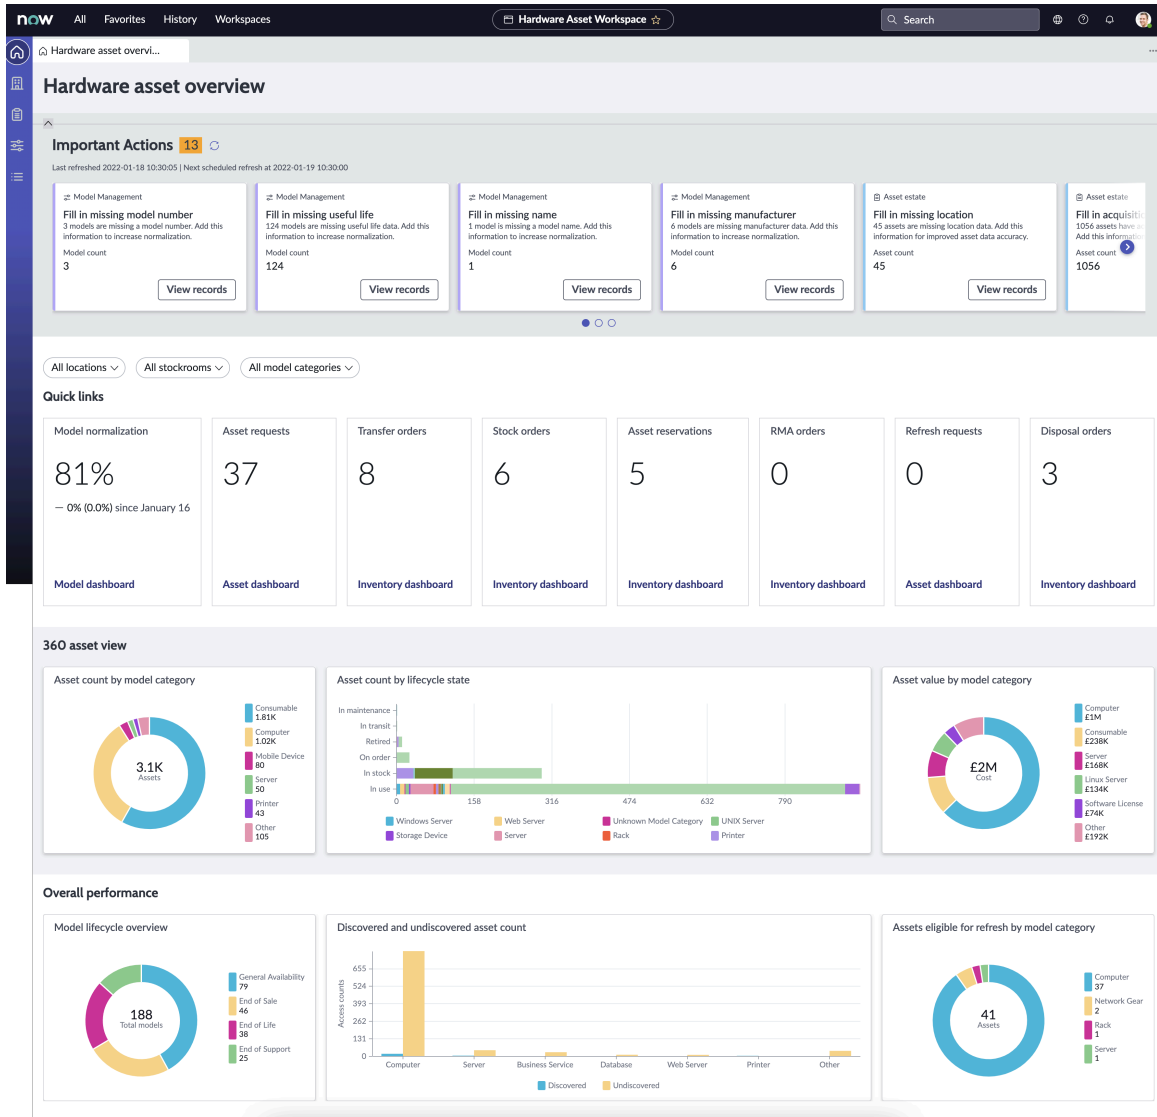 now All Favorites History Workspaces Hardware Asset Workspace Search
Hardware asset overvi... ...
Hardware asset overview
Important Actions 13
Last refreshed 2022-01-18 10:30:05 | Next scheduled refresh at 2022-01-19 10:30:00
Model Management
Fill in missing model number
3 models are missing a model number. Add this
information to increase normalization.
Model count
3
View records
Model Management
Fill in missing useful life
124 models are missing useful life data. Add this
information to increase normalization.
Model count
124
View records
Model Management
Fill in missing name
1 model is missing a model name. Add this
information to increase normalization.
Model count
1
View records
Model Management
Fill in missing manufacturer
6 models are missing manufacturer data. Add this
information to increase normalization.
Model count
6
View records
Asset estate
Fill in missing location
45 assets are missing location data. Add this
information for improved asset data accuracy.
Asset count
45
View records
Asset estate
Fill in acquisiti
1056 assets have
Add this information
Asset count
1056
All locations All stockrooms All model categories
Quick links
Model normalization
81%
— 0% (0.0%) since January 16
Model dashboard
Asset requests
37
Asset dashboard
Transfer orders
8
Inventory dashboard
Stock orders
6
Inventory dashboard
Asset reservations
5
Inventory dashboard
RMA orders
0
Inventory dashboard
Refresh requests
0
Asset dashboard
Disposal orders
3
Inventory dashboard
360 asset view
Asset count by model category
3.1K
Assets
Consumable
1.81K
Computer
1.02K
Mobile Device
80
Server
50
Printer
43
Other
105
Asset count by lifecycle state
In maintenance
In transit
Retired
On order
In stock
In use
0 158 316 474 632 790
Windows Server Web Server Unknown Model Category UNIX Server
Storage Device Server Rack Printer
Asset value by model category
£2M
Cost
Computer
£1M
Consumable
£238K
Server
£168K
Linux Server
£134K
Software License
£74K
Other
£192K
Overall performance
Model lifecycle overview
188
Total models
General Availability
79
End of Sale
46
End of Life
38
End of Support
25
Discovered and undiscovered asset count
Access counts
655
524
393
262
131
0
Computer Server Business Service Database Web Server Printer Other
Discovered Undiscovered
Assets eligible for refresh by model category
41
Assets
Computer
37
Network Gear
2
Rack
1
Server
1